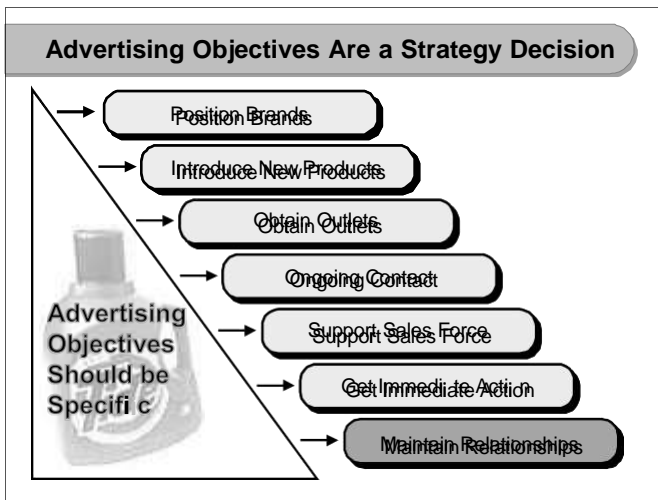 Advertising Objectives Are a Strategy Decision
Position Brands
Introduce New Products
Obtain Outlets
Ongoing Contact
Support Sales Force
Get Immediate Action
Maintain Relationships
Advertising
Objectives
Should be
Specific
Tide